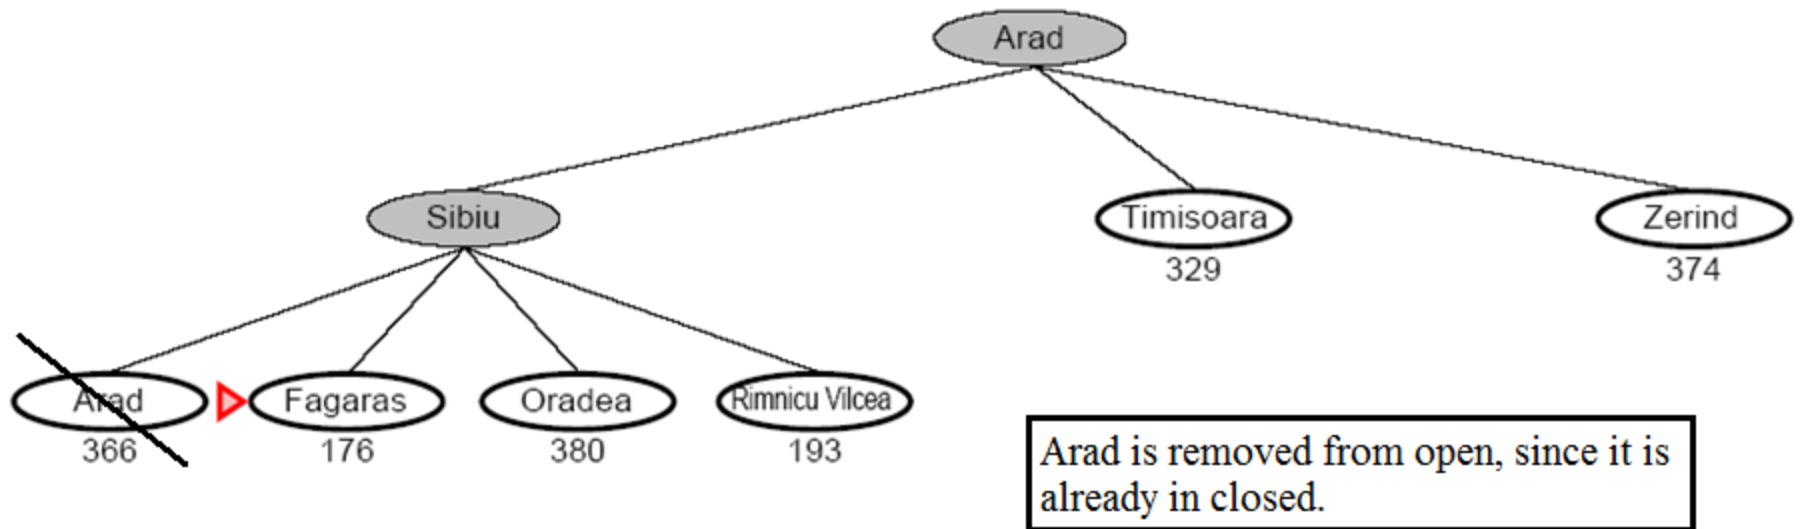 Arad
Sibiu
Timisoara
Zerind
329
374
Arad
Fagaras
Oradea
Rimnicu Vilcea
366
176
380
193
Arad is removed from open, since it is
already in closed.